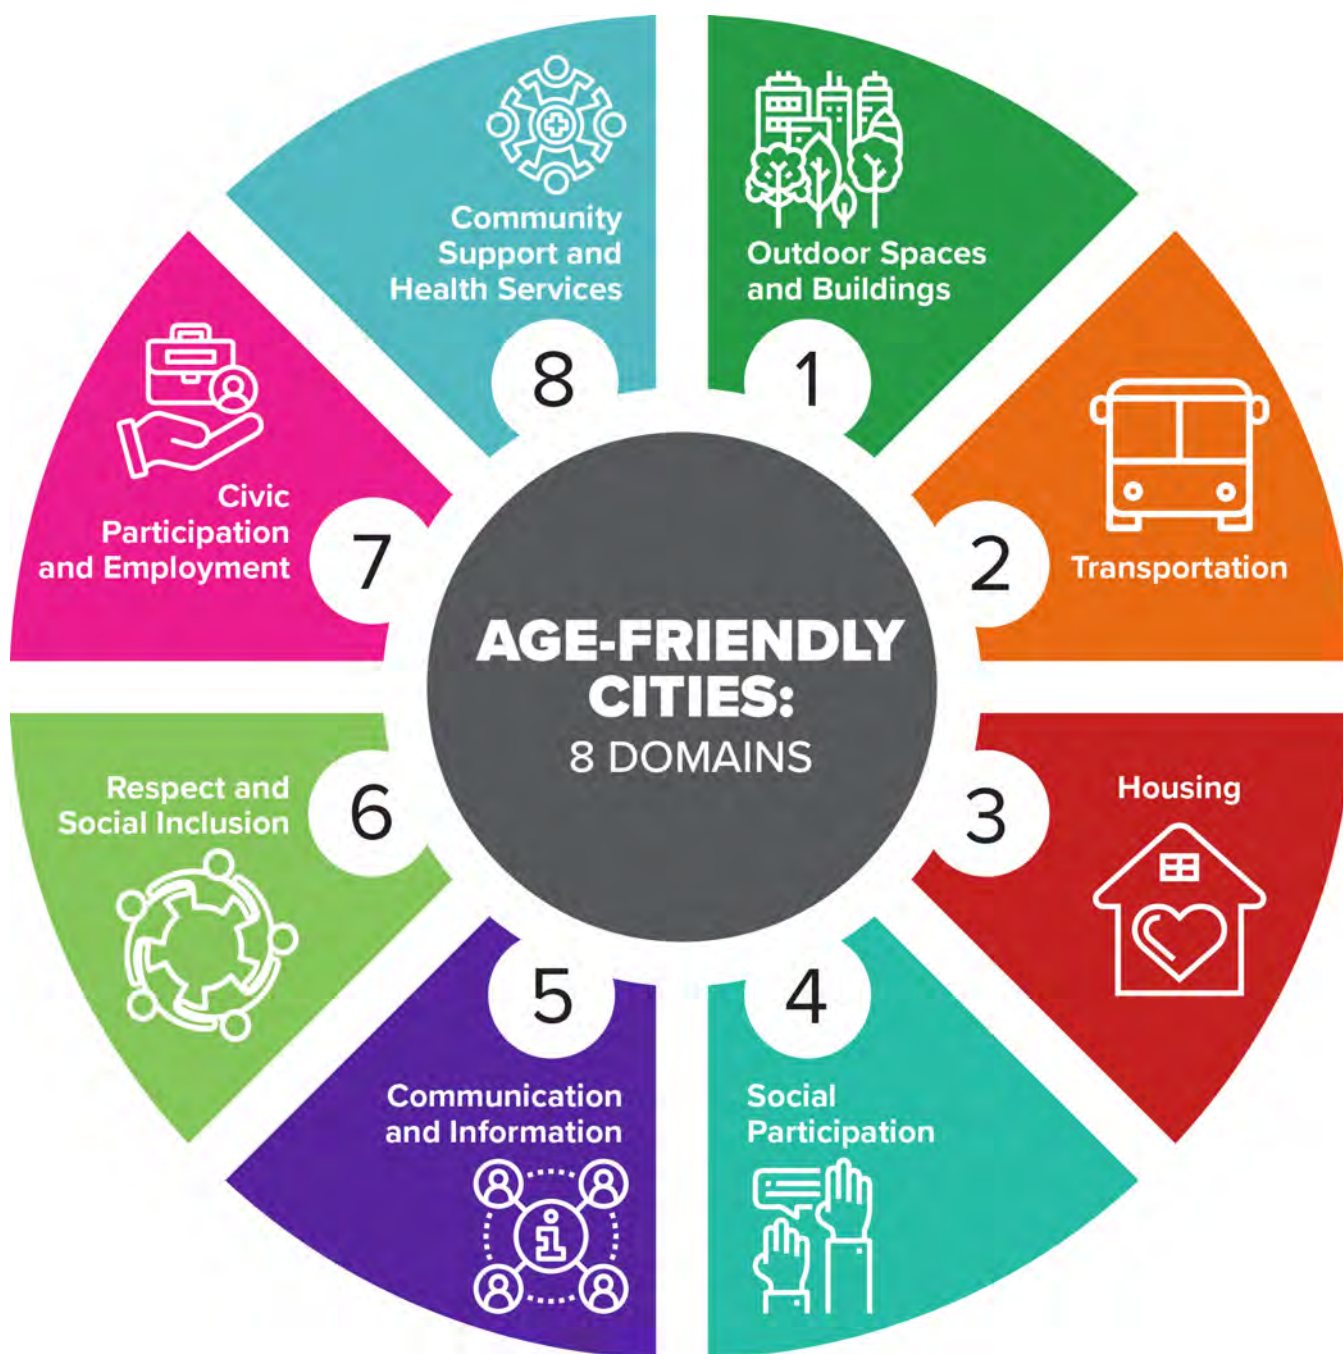 AGE-FRIENDLY
CITIES:
8 DOMAINS
1
Outdoor Spaces
and Buildings
2
Transportation
3
Housing
4
Social
Participation
5
Communication
and Information
6
Respect and
Social Inclusion
7
Civic
Participation
and Employment
8
Community
Support and
Health Services